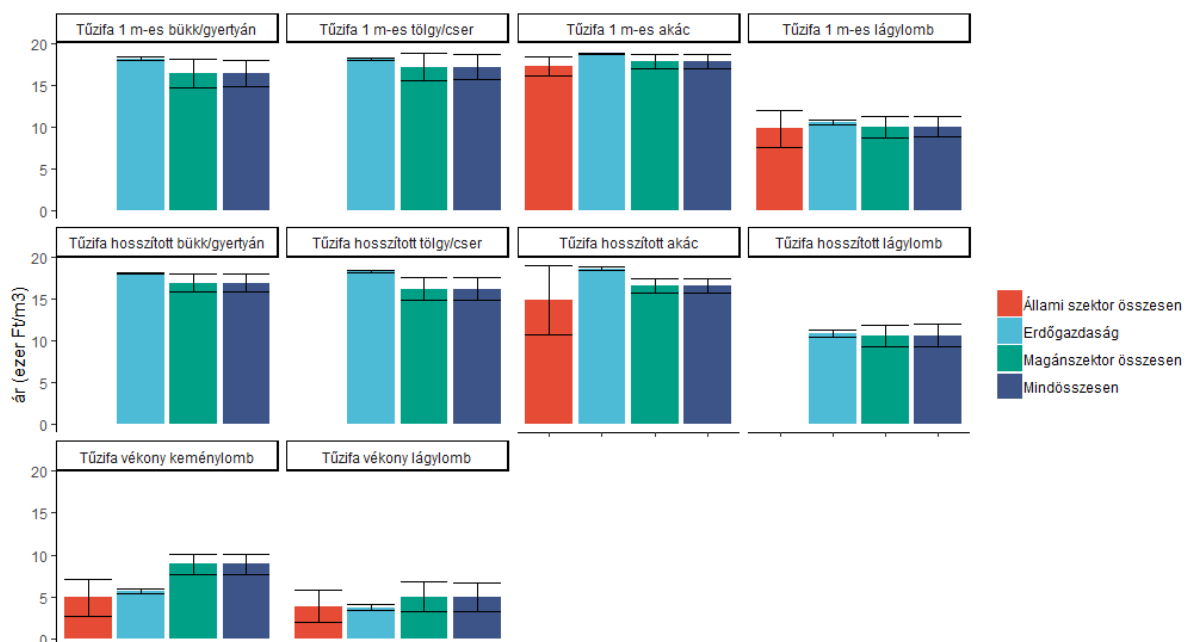 Tűzifa 1 m-es bükk/gyertyán
Tűzifa 1 m-es tölgy/cser
Tűzifa 1 m-es akác
Tűzifa 1 m-es lágylomb
20
15
10
5
0
Tűzifa hosszított bükk/gyertyán
Tűzifa hosszított tölgy/cser
Tűzifa hosszított akác
Tűzifa hosszított lágylomb
20
15
10
5
0
ár (ezer Ft/m3)
Állami szektor összesen
Erdőgazdaság
Magánszektor összesen
Mindösszesen
Tűzifa vékony keménylomb
Tűzifa vékony lágylomb
20
15
10
5
0